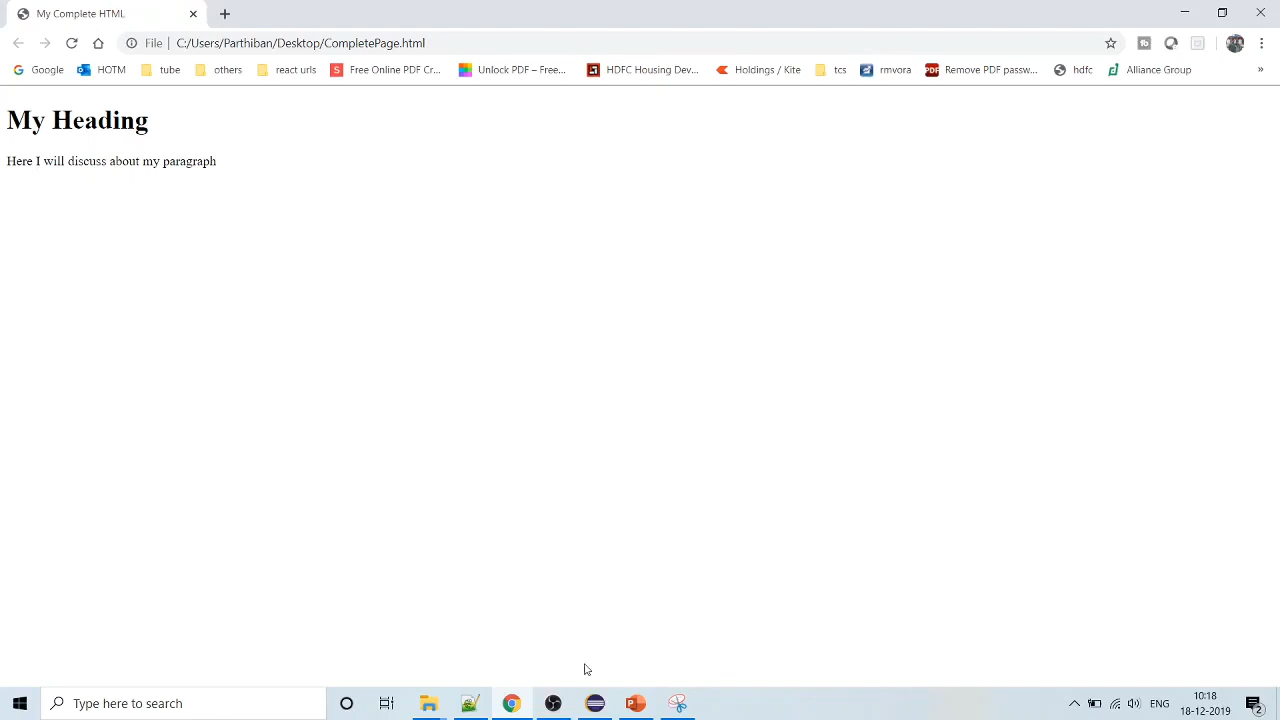 My Complete HTML
File C:/Users/Parthiban/Desktop/CompletePage.html
Google HOTM tube others react urls S Free Online PDF Cr... Unlock PDF – Free... HDFC Housing Dev... Holdings / Kite tcs rmvora PDF Remove PDF passw... hdfc Alliance Group »
My Heading
Here I will discuss about my paragraph
Type here to search
ENG
10:18
18-12-2019
2